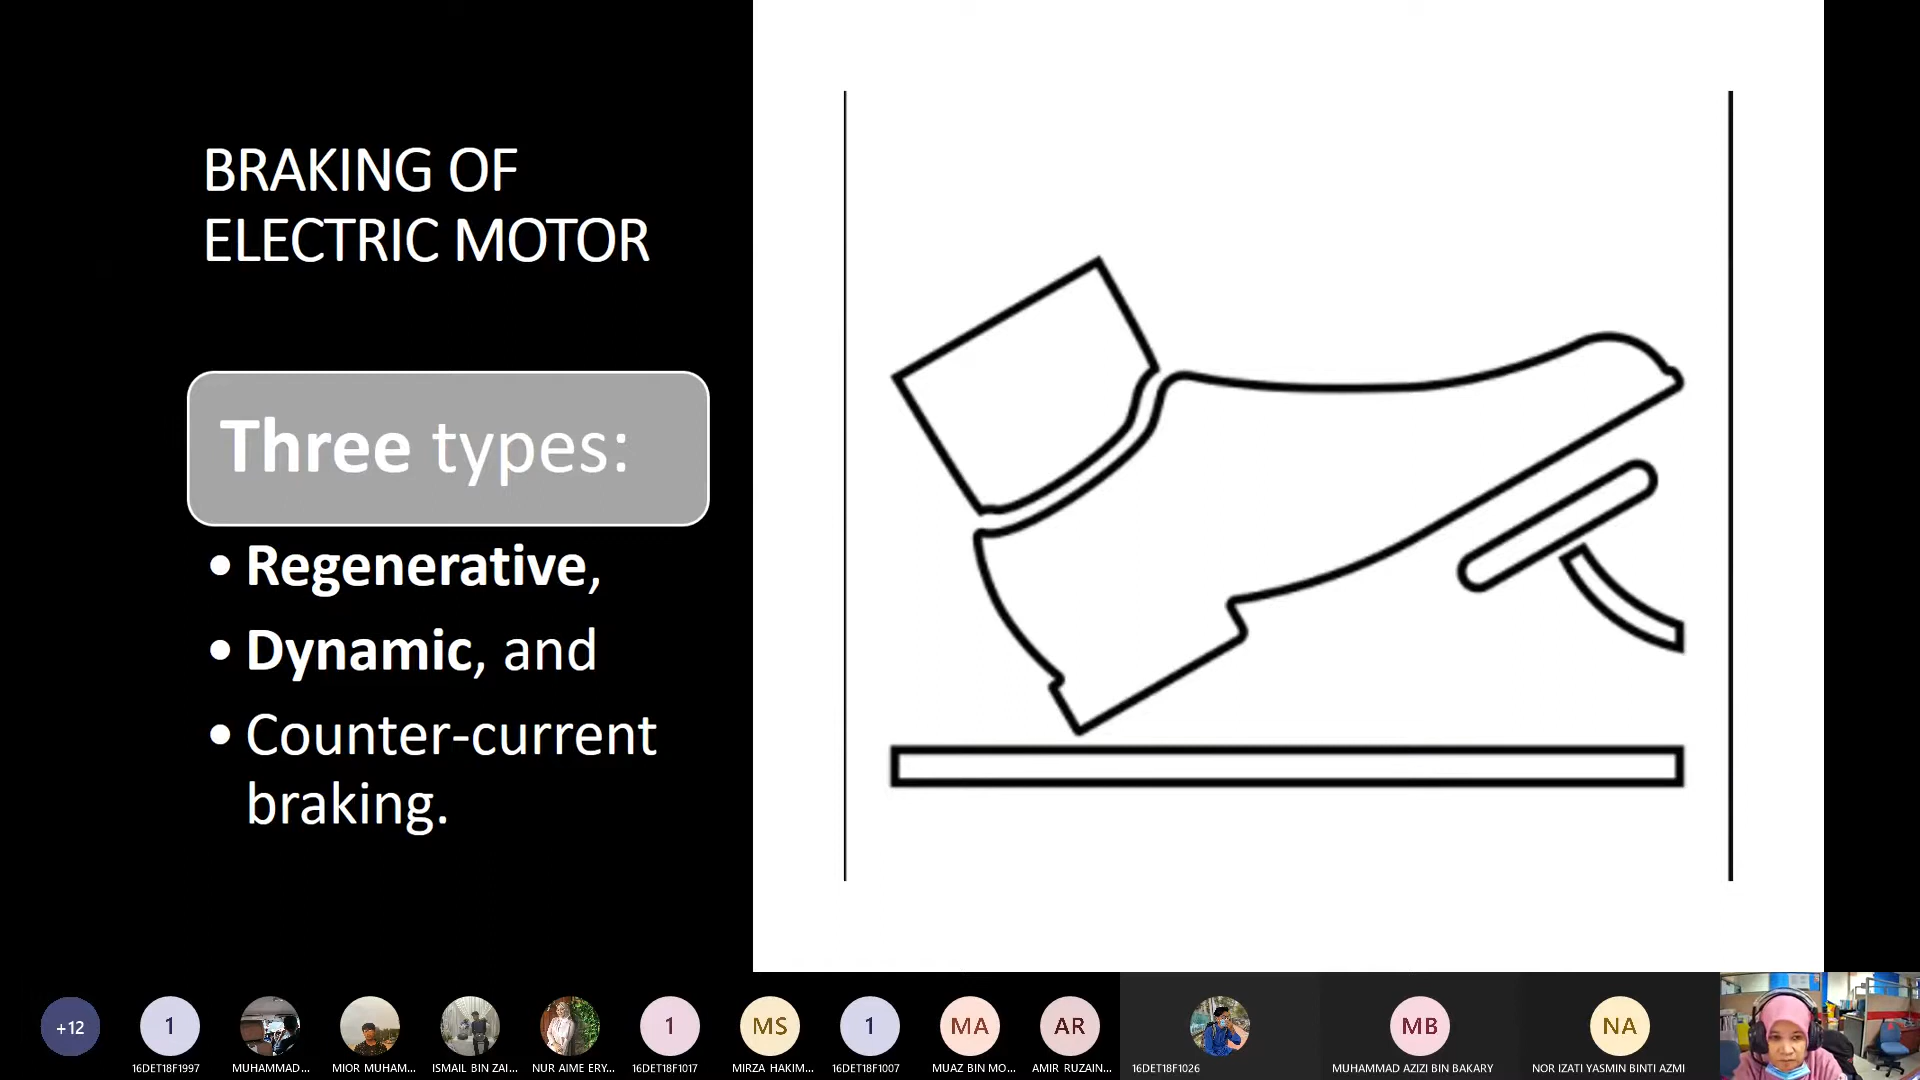 BRAKING OF
ELECTRIC MOTOR
Three types:
• Regenerative,
• Dynamic, and
• Counter-current
braking.
+12
1
MS
1
MA
AR
MB
NA
1
16DET18F1997
MUHAMMAD...
MIOR MUHAM...
ISMAIL BIN ZAI...
NUR AIME ERY...
16DET18F1017
MIRZA HAKIM...
16DET18F1007
MUAZ BIN MO...
AMIR RUZAIN...
16DET18F1026
MUHAMMAD AZIZI BIN BAKARY
NOR IZATI YASMIN BINTI AZMI